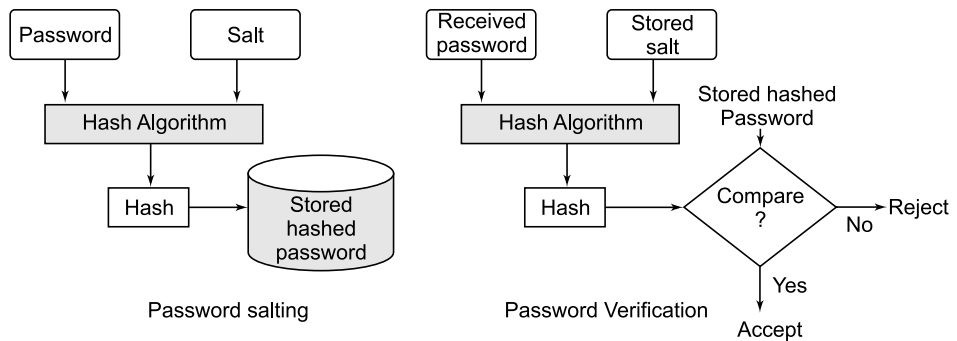 Password
Salt
Hash Algorithm
Hash
Stored
hashed
password
Password salting
Received
password
Stored
salt
Hash Algorithm
Hash
Stored hashed
Password
Compare
?
No
Reject
Yes
Accept
Password Verification